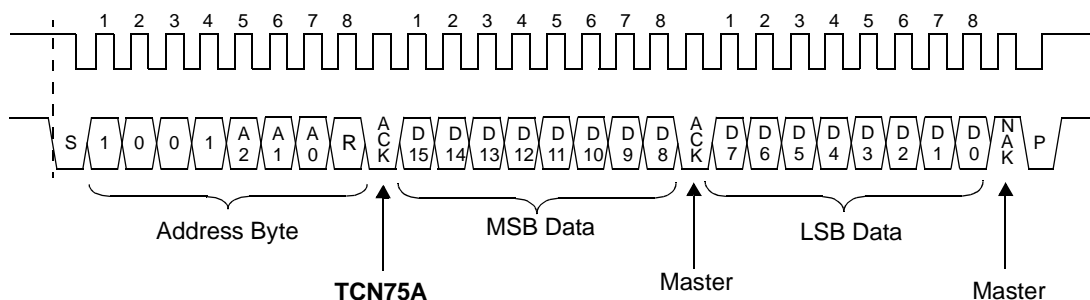 1 2 3 4 5 6 7 8 1 2 3 4 5 6 7 8 1 2 3 4 5 6 7 8
S 1 0 0 1 A2 A1 A0 R ACK D15 D14 D13 D12 D11 D10 D9 D8 ACK D7 D6 D5 D4 D3 D2 D1 D0 NAK P
Address Byte MSB Data LSB Data
TCN75A Master Master